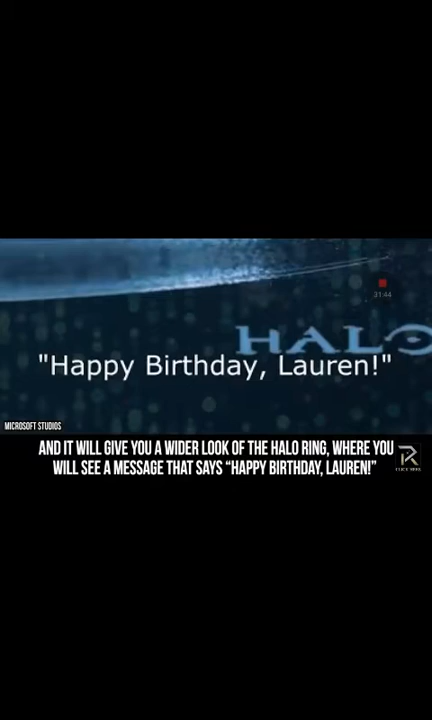 31:44
HALO
"Happy Birthday, Lauren!"
MICROSOFT STUDIOS
AND IT WILL GIVE YOU A WIDER LOOK OF THE HALO RING, WHERE YOU
WILL SEE A MESSAGE THAT SAYS “HAPPY BIRTHDAY, LAUREN!”